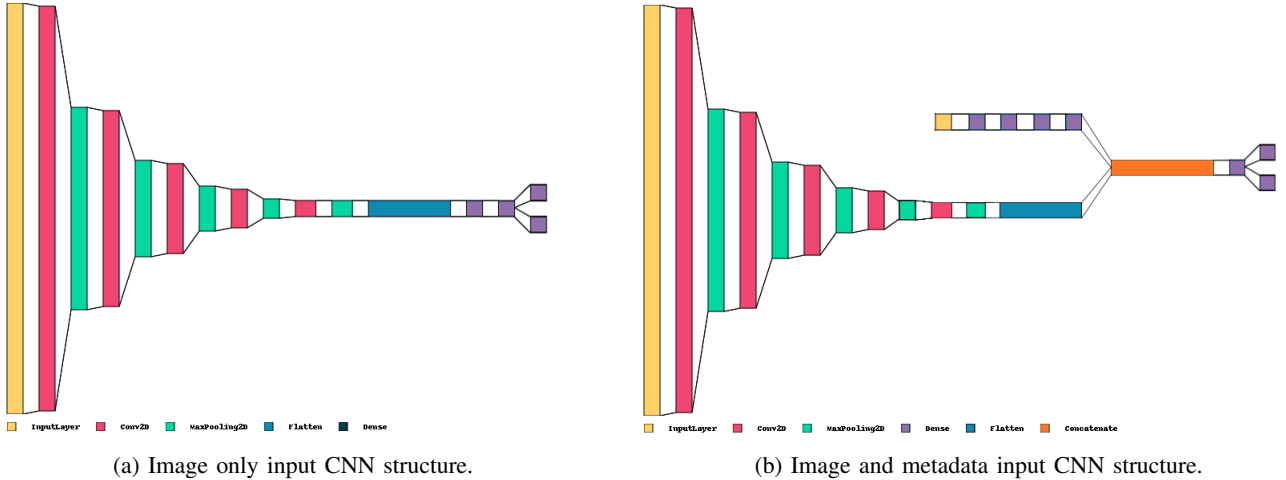 InputLayer Conv2D MaxPooling2D Flatten Dense
InputLayer Conv2D MaxPooling2D Dense Flatten Concatenate
(a) Image only input CNN structure.
(b) Image and metadata input CNN structure.